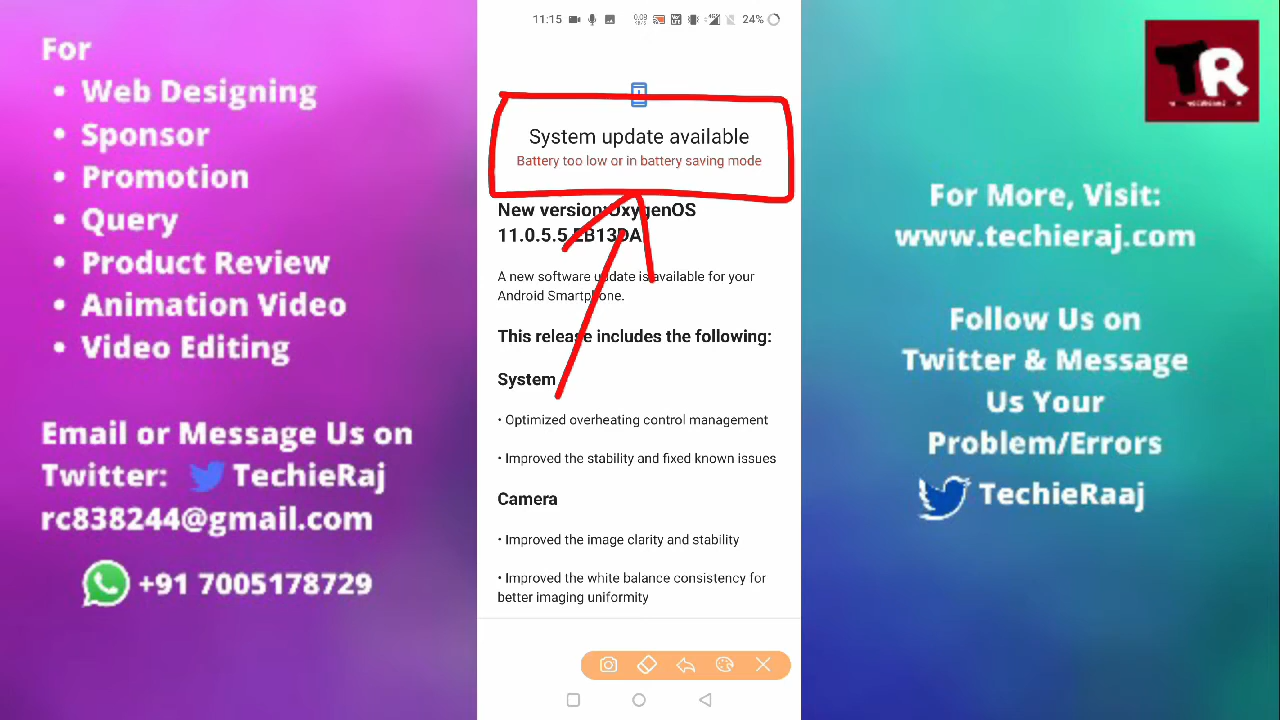 For
• Web Designing
• Sponsor
• Promotion
• Query
• Product Review
• Animation Video
• Video Editing
Email or Message Us on
Twitter: TechieRaj
rc838244@gmail.com
+91 7005178729
11:15
24%
System update available
Battery too low or in battery saving mode
New version:OxygenOS
11.0.5.5.EB13DA
A new software update is available for your
Android Smartphone.
This release includes the following:
System
• Optimized overheating control management
• Improved the stability and fixed known issues
Camera
• Improved the image clarity and stability
• Improved the white balance consistency for
better imaging uniformity
TR
For More, Visit:
www.techieraj.com
Follow Us on
Twitter & Message
Us Your
Problem/Errors
TechieRaaj